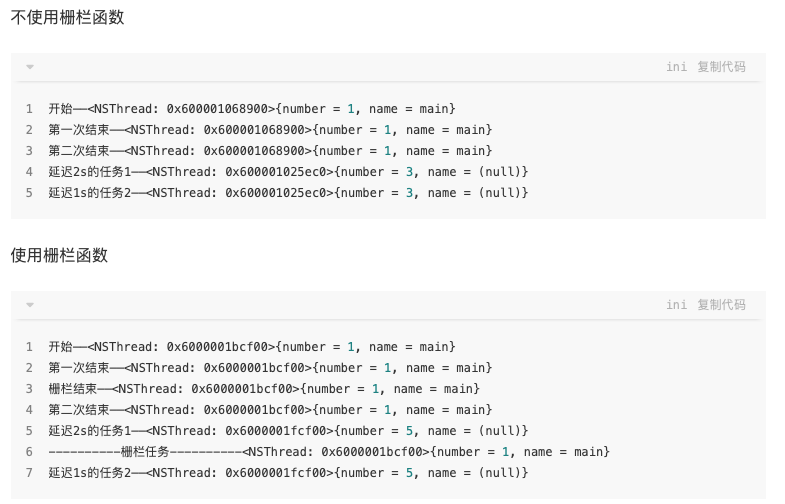 不使用栅栏函数
ini 复制代码
1 开始——<NSThread: 0x600001068900>{number = 1, name = main}
2 第一次结束——<NSThread: 0x600001068900>{number = 1, name = main}
3 第二次结束——<NSThread: 0x600001068900>{number = 1, name = main}
4 延迟2s的任务1——<NSThread: 0x600001025ec0>{number = 3, name = (null)}
5 延迟1s的任务2——<NSThread: 0x600001025ec0>{number = 3, name = (null)}
使用栅栏函数
ini 复制代码
1 开始——<NSThread: 0x6000001bcf00>{number = 1, name = main}
2 第一次结束——<NSThread: 0x6000001bcf00>{number = 1, name = main}
3 栅栏结束——<NSThread: 0x6000001bcf00>{number = 1, name = main}
4 第二次结束——<NSThread: 0x6000001bcf00>{number = 1, name = main}
5 延迟2s的任务1——<NSThread: 0x6000001fcf00>{number = 5, name = (null)}
6 ----------栅栏任务----------<NSThread: 0x6000001bcf00>{number = 1, name = main}
7 延迟1s的任务2——<NSThread: 0x6000001fcf00>{number = 5, name = (null)}